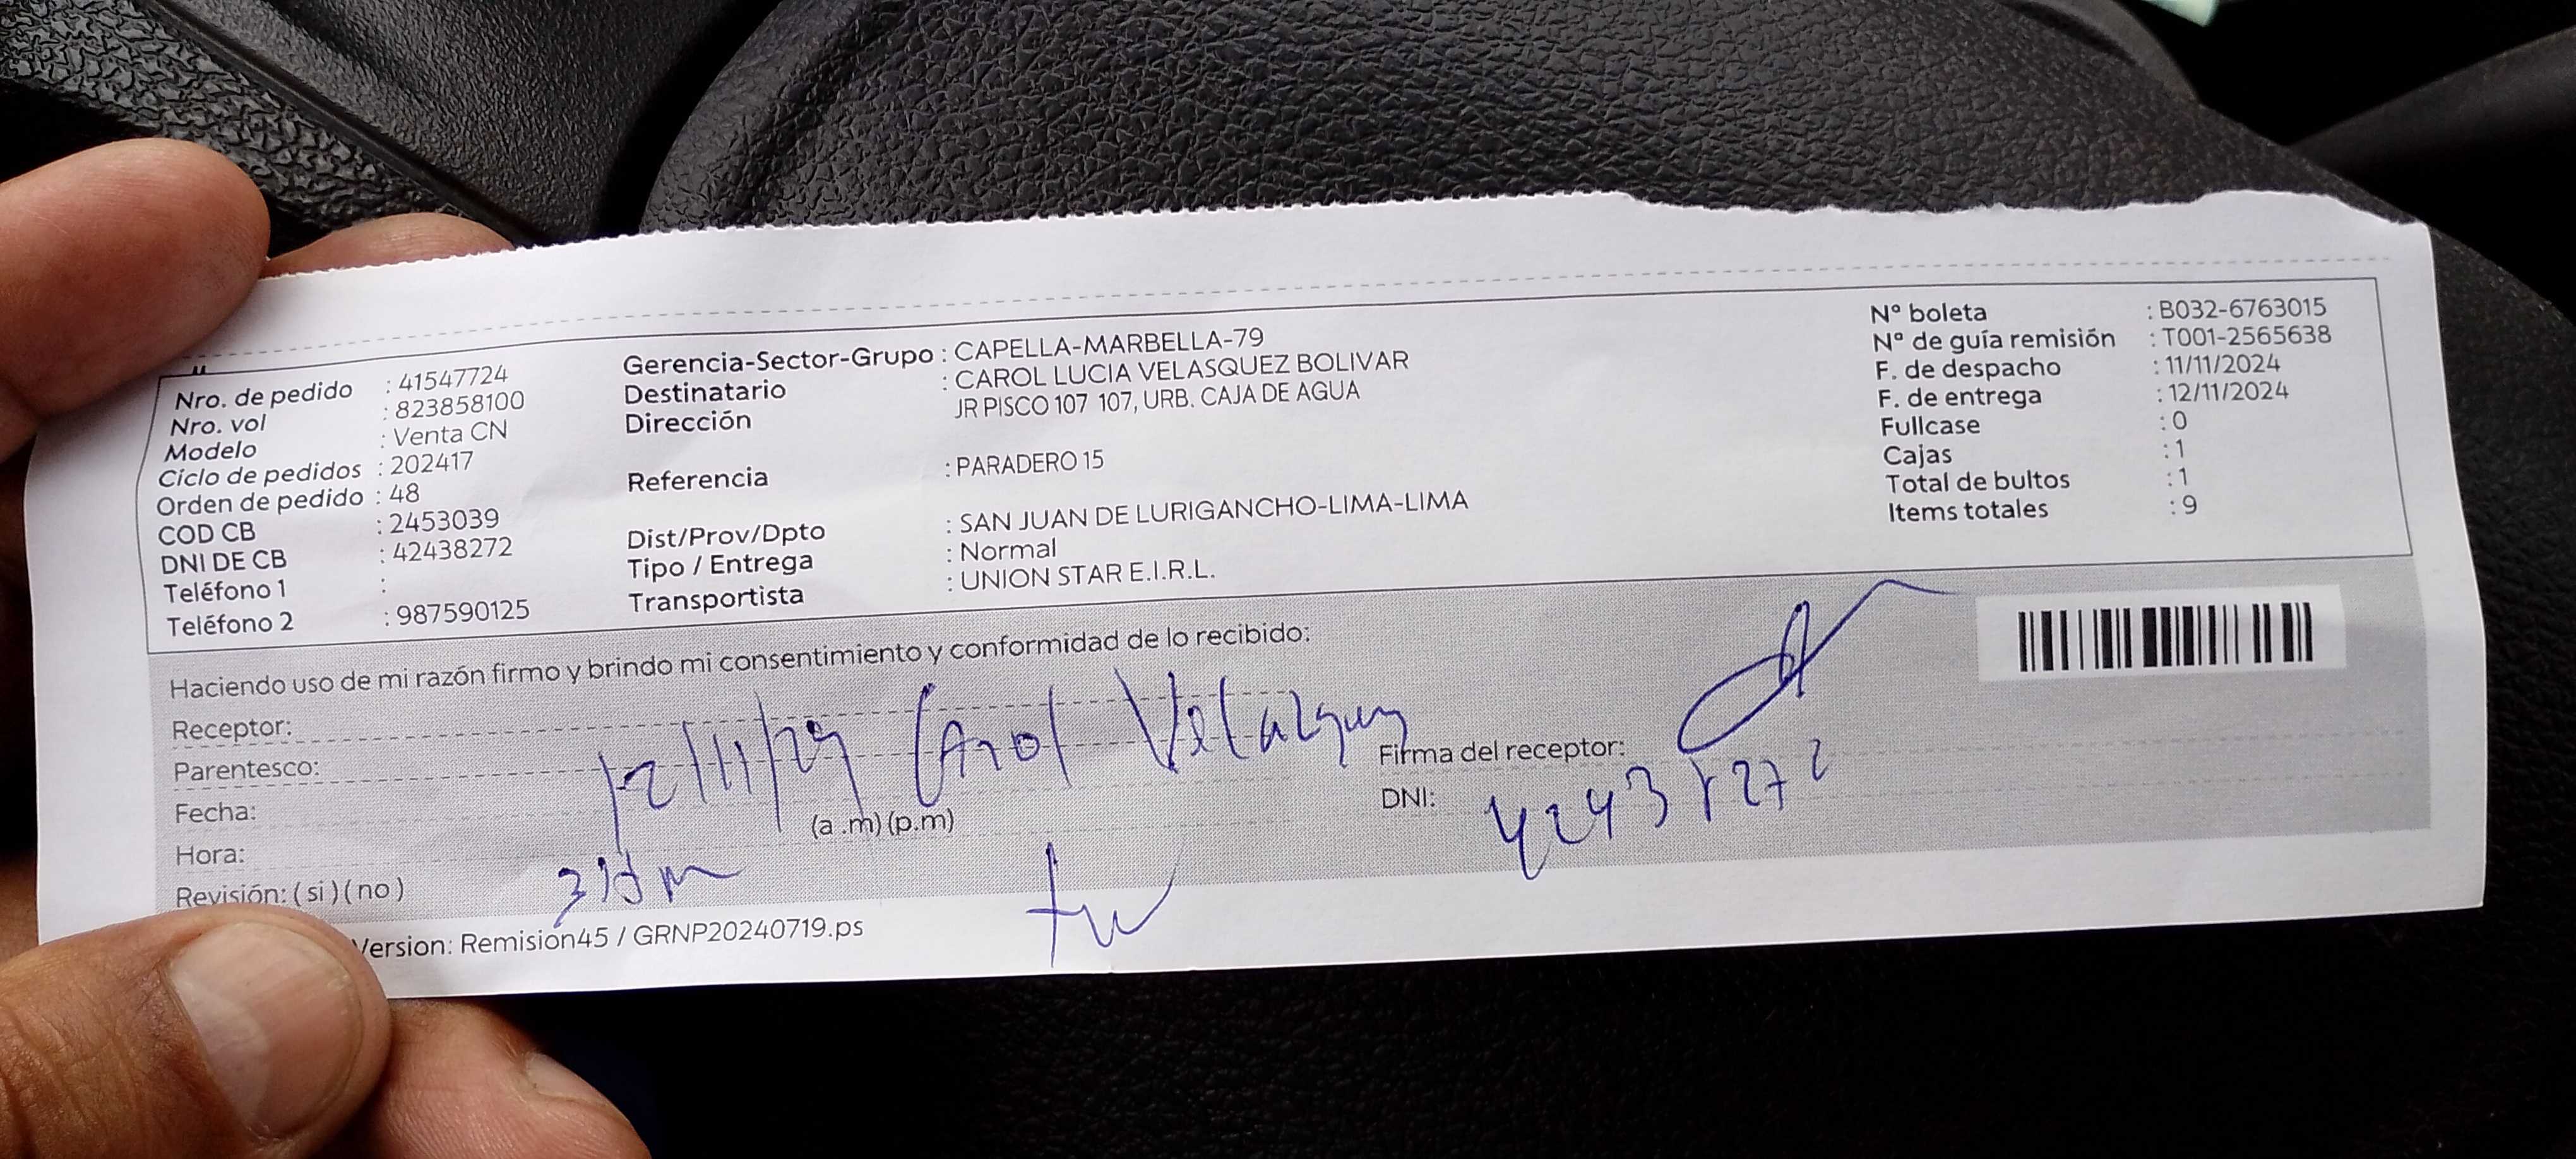 Nro. de pedido : 41547724
Nro. vol : 823858100
Modelo : Venta CN
Ciclo de pedidos : 202417
Orden de pedido : 48
COD CB : 2453039
DNI DE CB : 42438272
Teléfono 1 :
Teléfono 2 : 987590125
Gerencia-Sector-Grupo : CAPELLA-MARBELLA-79
Destinatario : CAROL LUCIA VELASQUEZ BOLIVAR
Dirección JR PISCO 107 107, URB. CAJA DE AGUA
Referencia : PARADERO 15
Dist/Prov/Dpto : SAN JUAN DE LURIGANCHO-LIMA-LIMA
Tipo / Entrega : Normal
Transportista : UNION STAR E.I.R.L.
Nº boleta : B032-6763015
Nº de guía remisión : T001-2565638
F. de despacho : 11/11/2024
F. de entrega : 12/11/2024
Fullcase : 0
Cajas : 1
Total de bultos : 1
Items totales : 9
Haciendo uso de mi razón firmo y brindo mi consentimiento y conformidad de lo recibido:
Receptor:
Parentesco: 12/11/24 Carol Velazquez
Fecha:
Hora: (a .m) (p.m)
Revisión: ( si ) ( no )
Firma del receptor:
DNI: 42438272
Version: Remision45 / GRNP20240719.ps